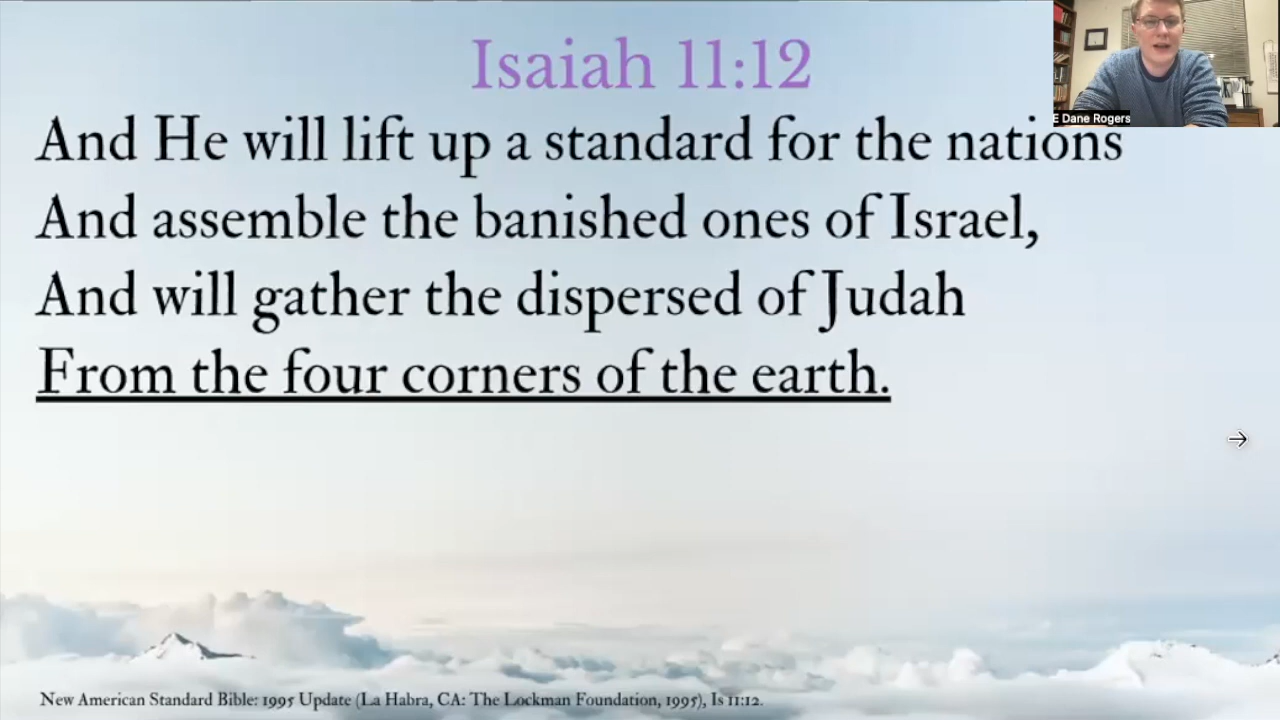 Isaiah 11:12
E Dane Rogers
And He will lift up a standard for the nations
And assemble the banished ones of Israel,
And will gather the dispersed of Judah
From the four corners of the earth.
New American Standard Bible: 1995 Update (La Habra, CA: The Lockman Foundation, 1995), Is 11:12.